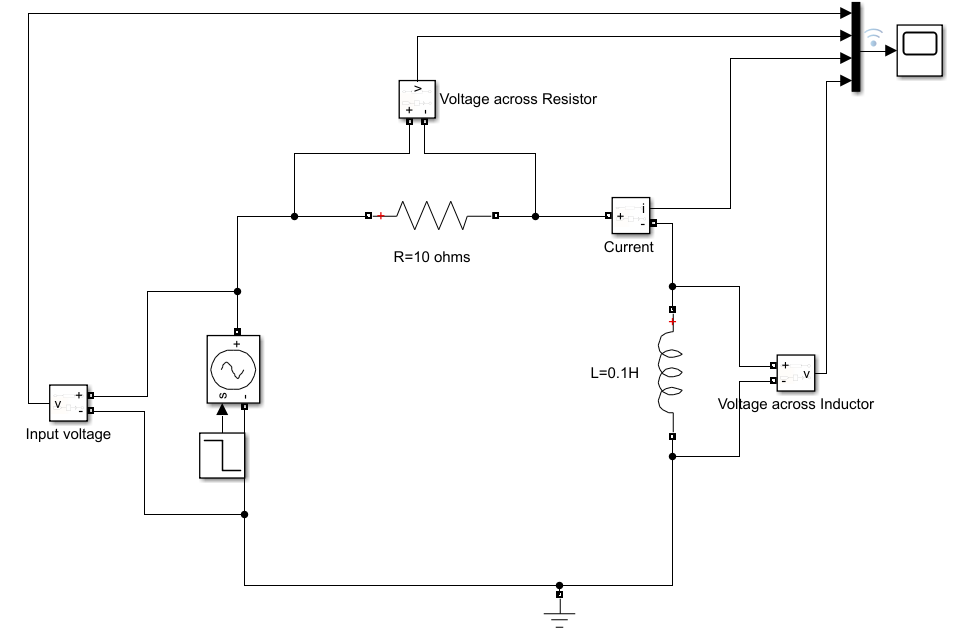 v
+ -
Voltage across Resistor
+
R=10 ohms
+
i
-
Current
+
s
-
v
+
-
Input voltage
+
L=0.1H
+
-
v
Voltage across Inductor